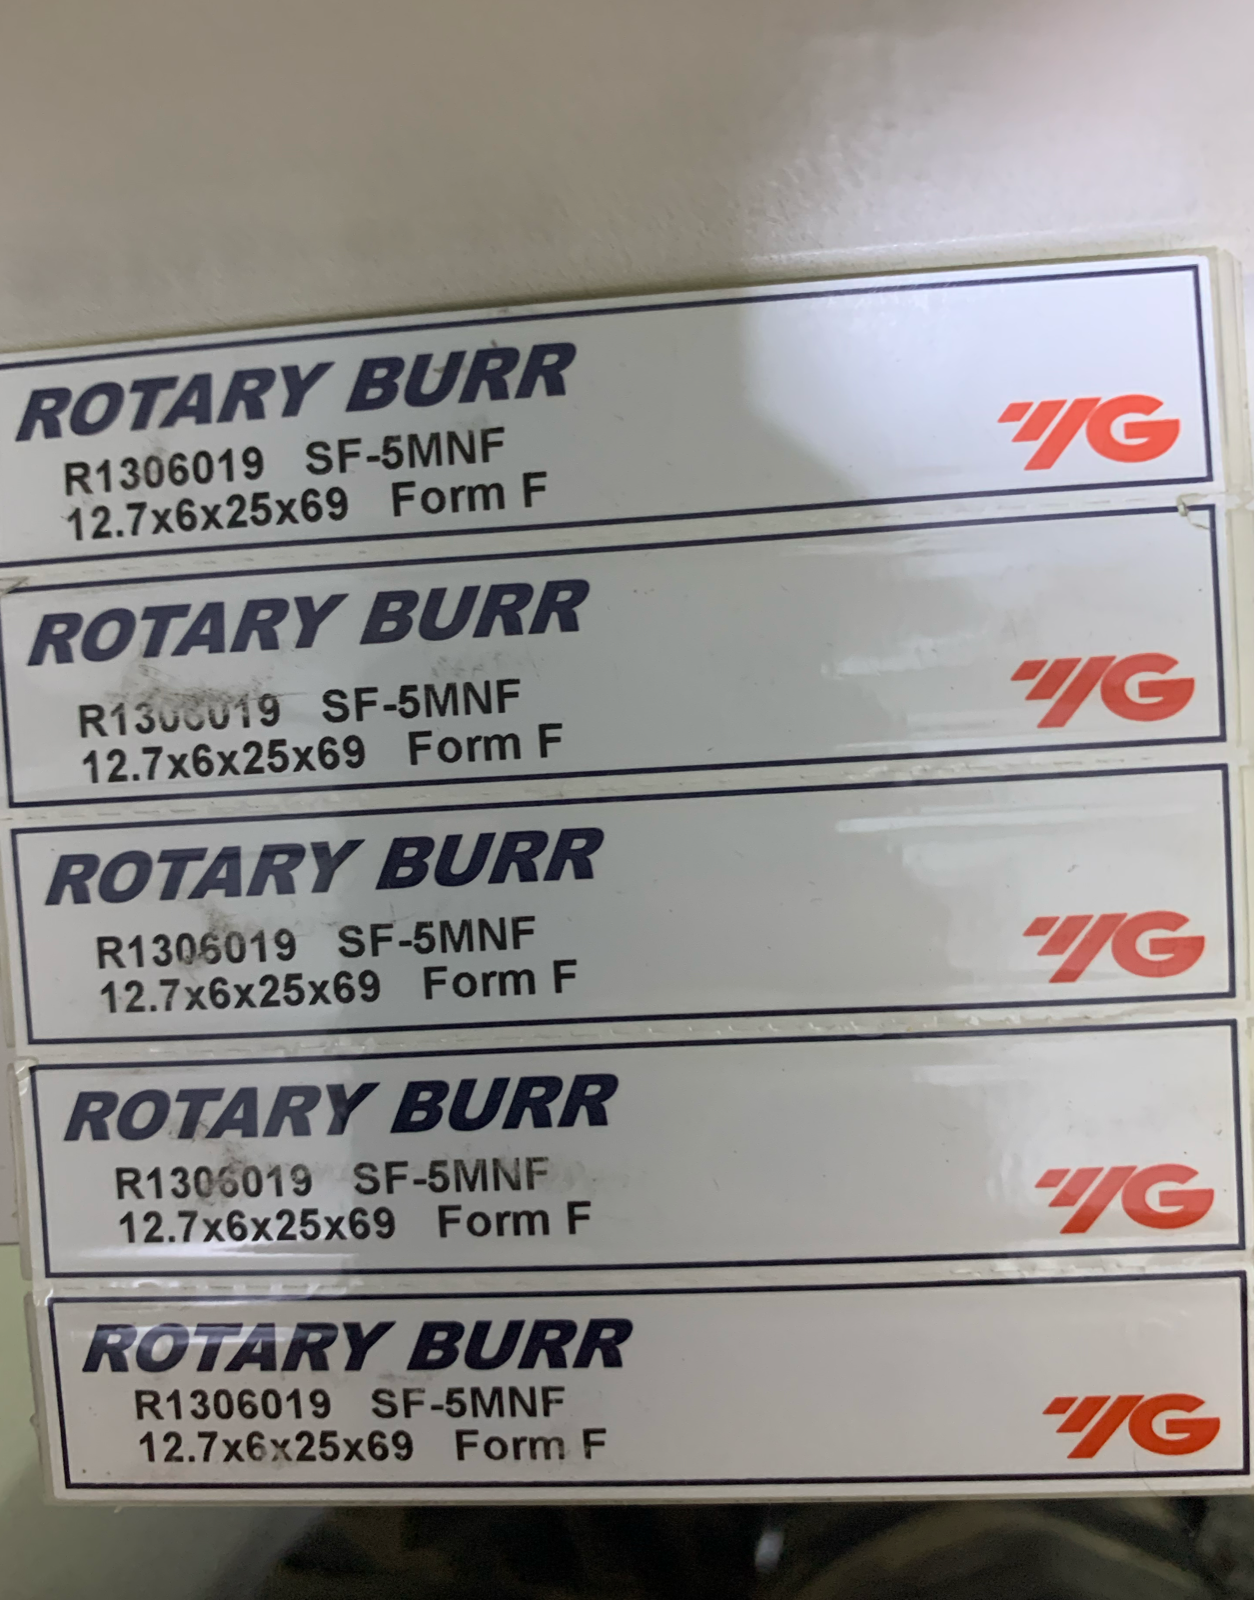 ROTARY BURR
R1306019 SF-5MNF
12.7x6x25x69 Form F
YG
ROTARY BURR
R1306019 SF-5MNF
12.7x6x25x69 Form F
YG
ROTARY BURR
R1306019 SF-5MNF
12.7x6x25x69 Form F
YG
ROTARY BURR
R1306019 SF-5MNF
12.7x6x25x69 Form F
YG
ROTARY BURR
R1306019 SF-5MNF
12.7x6x25x69 Form F
YG